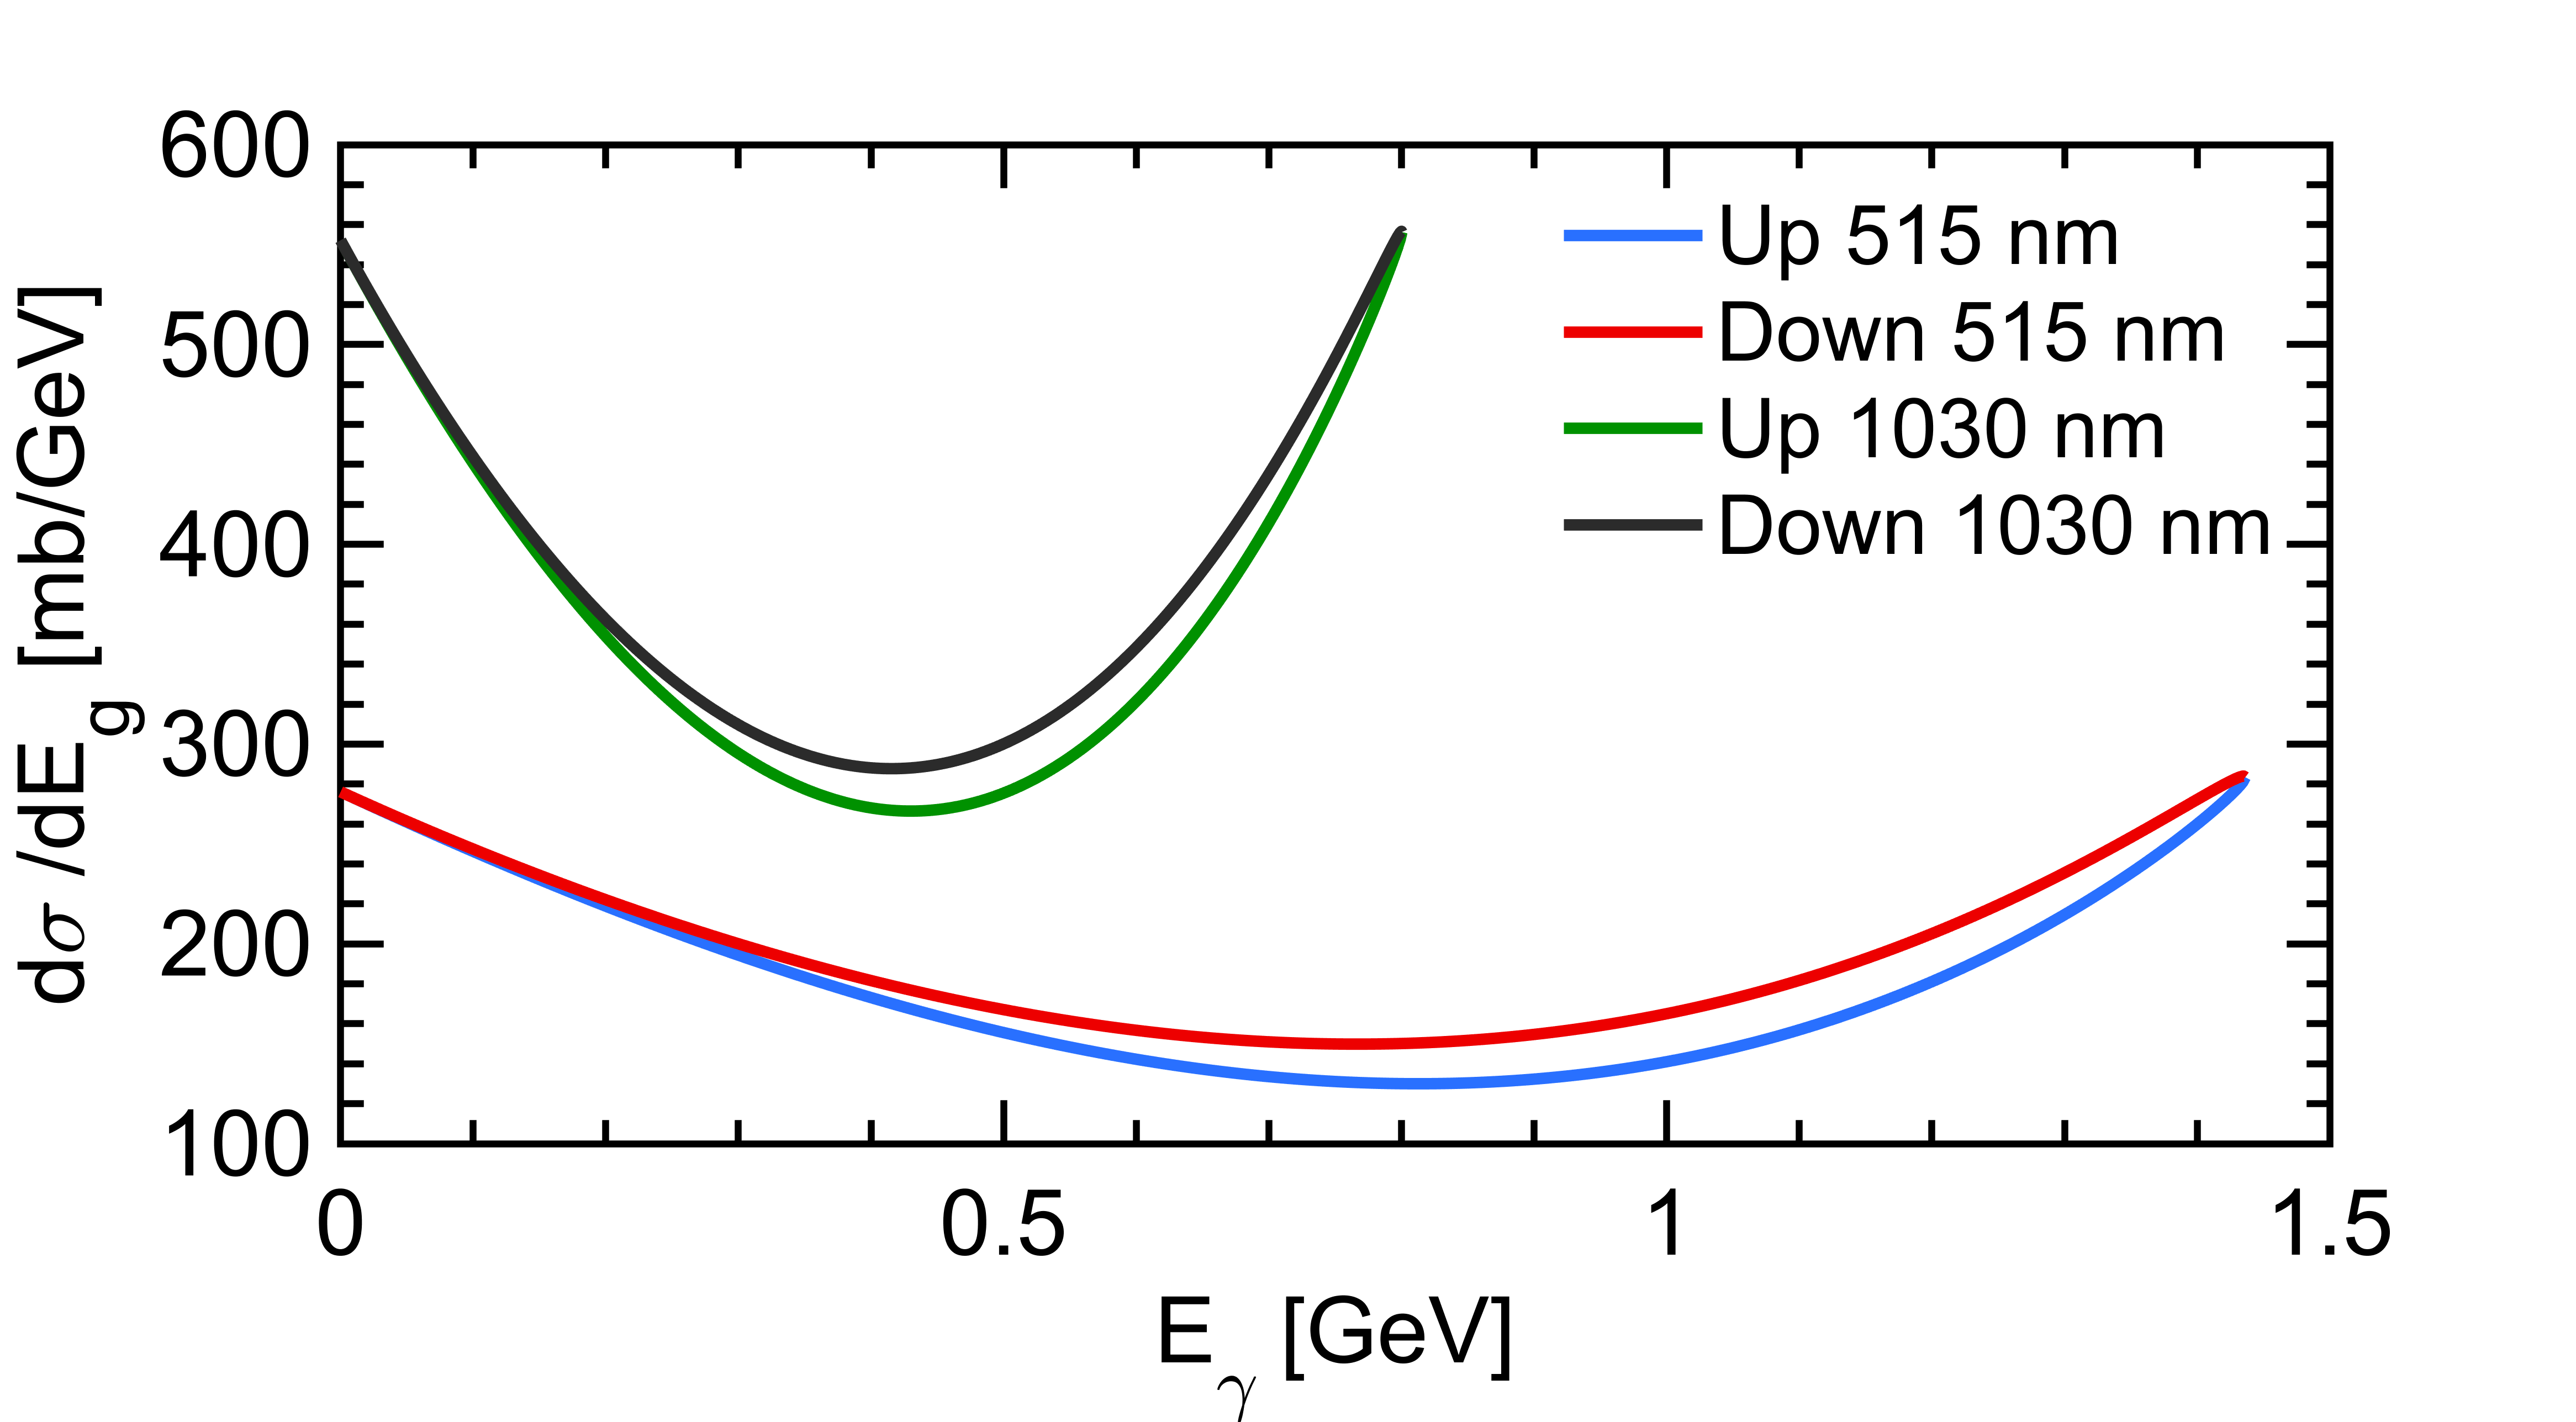 600
500
400
300
200
100
dσ /dE_g [mb/GeV]
Up 515 nm
Down 515 nm
Up 1030 nm
Down 1030 nm
0 0.5 1 1.5
E_γ [GeV]